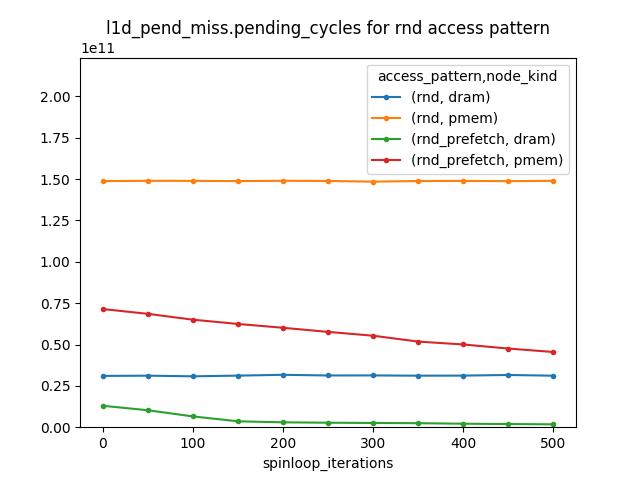 l1d_pend_miss.pending_cycles for rnd access pattern
1e11
access_pattern,node_kind
(rnd, dram)
(rnd, pmem)
(rnd_prefetch, dram)
(rnd_prefetch, pmem)
2.00
1.75
1.50
1.25
1.00
0.75
0.50
0.25
0.00
0 100 200 300 400 500
spinloop_iterations